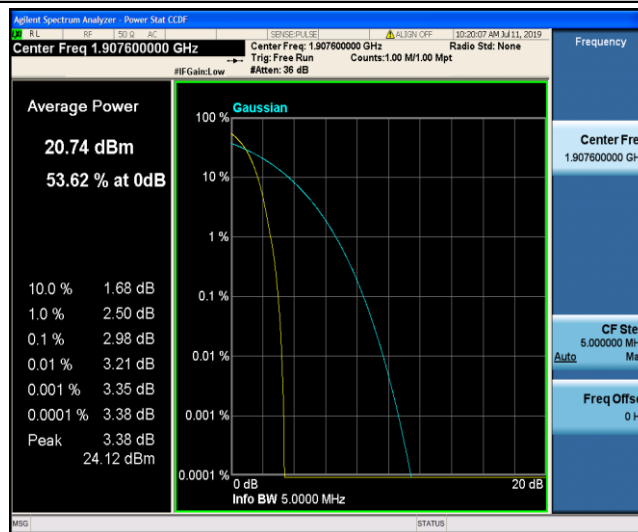 Agilent Spectrum Analyzer - Power Stat CCDF
RL RF 50 Ω AC SENSE:PULSE ALIGN OFF 10:20:07 AM Jul 11, 2019
Center Freq 1.907600000 GHz
Center Freq: 1.907600000 GHz Radio Std: None
Trig: Free Run Counts:1.00 M/1.00 Mpt
#IFGain:Low #Atten: 36 dB
Frequency
Average Power
20.74 dBm
53.62 % at 0dB
10.0 % 1.68 dB
1.0 % 2.50 dB
0.1 % 2.98 dB
0.01 % 3.21 dB
0.001 % 3.35 dB
0.0001 % 3.38 dB
Peak 3.38 dB
24.12 dBm
Gaussian
100 %
10 %
1 %
0.1 %
0.01 %
0.001 %
0.0001 %
0 dB 20 dB
Info BW 5.0000 MHz
Center Fre
1.907600000 GH
CF Ste
5.000000 MH
Auto Ma
Freq Offse
0 H
MSG STATUS